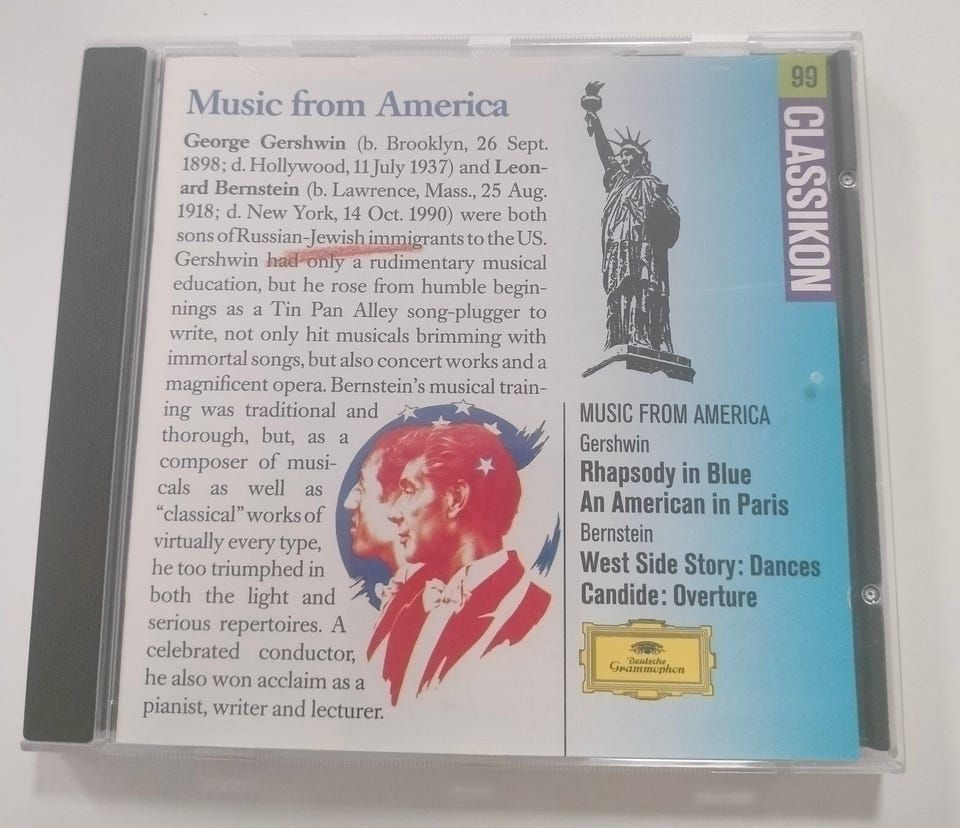 Music from America
George Gershwin (b. Brooklyn, 26 Sept.
1898; d. Hollywood, 11 July 1937) and Leon-
ard Bernstein (b. Lawrence, Mass., 25 Aug.
1918; d. New York, 14 Oct. 1990) were both
sons of Russian-Jewish immigrants to the US.
Gershwin had only a rudimentary musical
education, but he rose from humble begin-
nings as a Tin Pan Alley song-plugger to
write, not only hit musicals brimming with
immortal songs, but also concert works and a
magnificent opera. Bernstein's musical train-
ing was traditional and
thorough, but, as a
composer of musi-
cals as well as
"classical" works of
virtually every type,
he too triumphed in
both the light and
serious repertoires. A
celebrated conductor,
he also won acclaim as a
pianist, writer and lecturer.
99
CLASSIKON
MUSIC FROM AMERICA
Gershwin
Rhapsody in Blue
An American in Paris
Bernstein
West Side Story: Dances
Candide: Overture
Deutsche
Grammophon